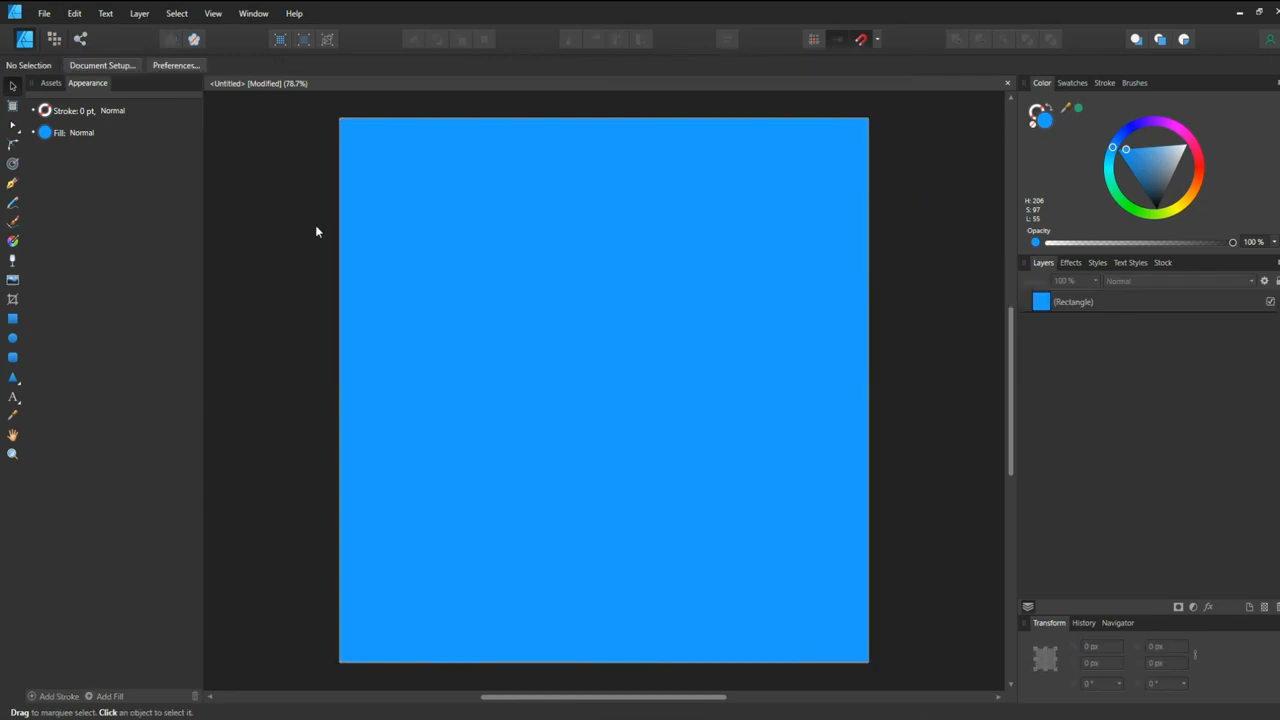 File Edit Text Layer Select View Window Help
No Selection Document Setup... Preferences...
Assets Appearance
<Untitled> [Modified] (78.7%)
Color Swatches Stroke Brushes
Stroke: 0 pt, Normal
Fill: Normal
H: 206
S: 97
L: 55
Opacity
100 %
Layers Effects Styles Text Styles Stock
100 % Normal
(Rectangle)
fx
Transform History Navigator
0 px 0 px
0 px 0 px
0 ° 0 °
A
Add Stroke Add Fill
Drag to marquee select. Click an object to select it.